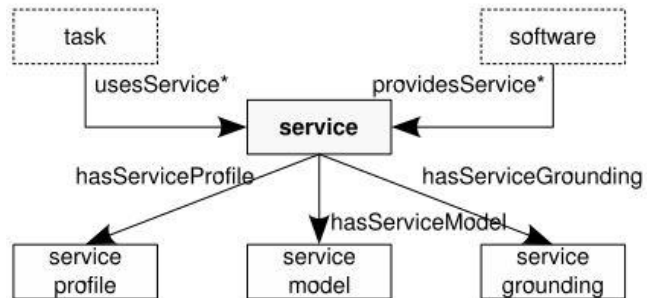 task
software
usesService*
providesService*
service
hasServiceProfile
hasServiceGrounding
hasServiceModel
service
profile
service
model
service
grounding